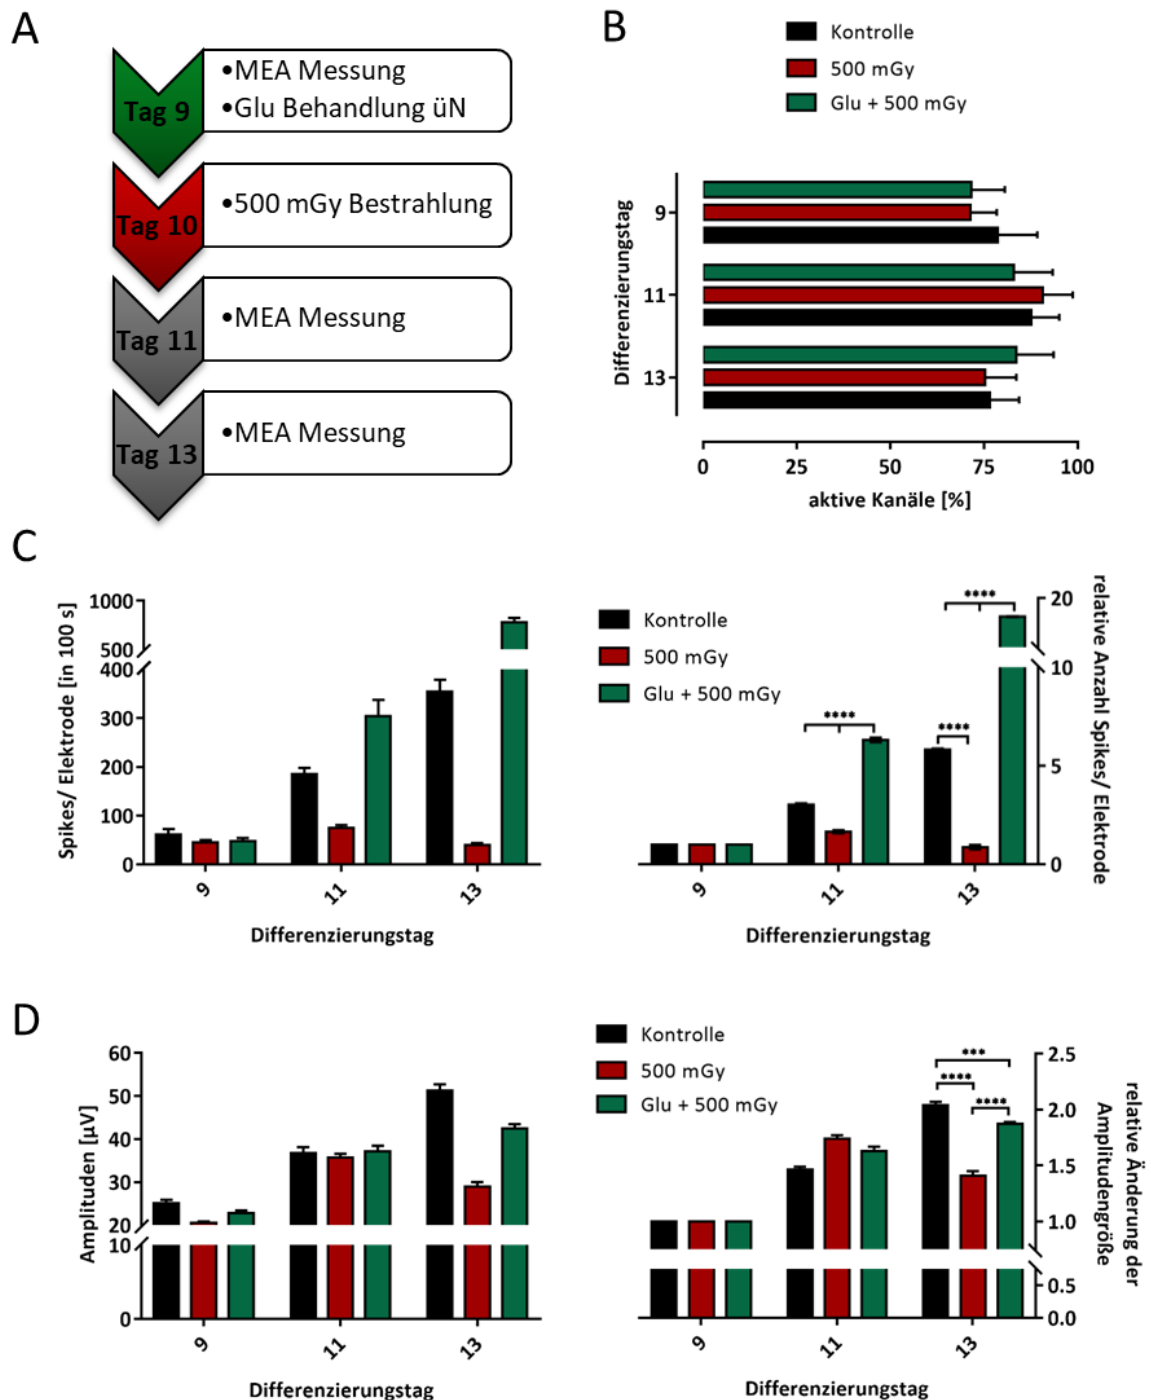 A
Tag 9
•MEA Messung
•Glu Behandlung üN
Tag 10
•500 mGy Bestrahlung
Tag 11
•MEA Messung
Tag 13
•MEA Messung
B
Kontrolle
500 mGy
Glu + 500 mGy
Differenzierungstag
9
11
13
0 25 50 75 100
aktive Kanäle [%]
C
Spikes/ Elektrode [in 100 s]
1000
500
400
300
200
100
0
9 11 13
Differenzierungstag
Kontrolle
500 mGy
Glu + 500 mGy
****
****
****
20
10
5
0
relative Anzahl Spikes/ Elektrode
9 11 13
Differenzierungstag
D
Amplituden [µV]
60
50
40
30
20
10
0
9 11 13
Differenzierungstag
Kontrolle
500 mGy
Glu + 500 mGy
***
****
****
2.5
2.0
1.5
1.0
0.5
0.0
relative Änderung der
Amplitudengröße
9 11 13
Differenzierungstag